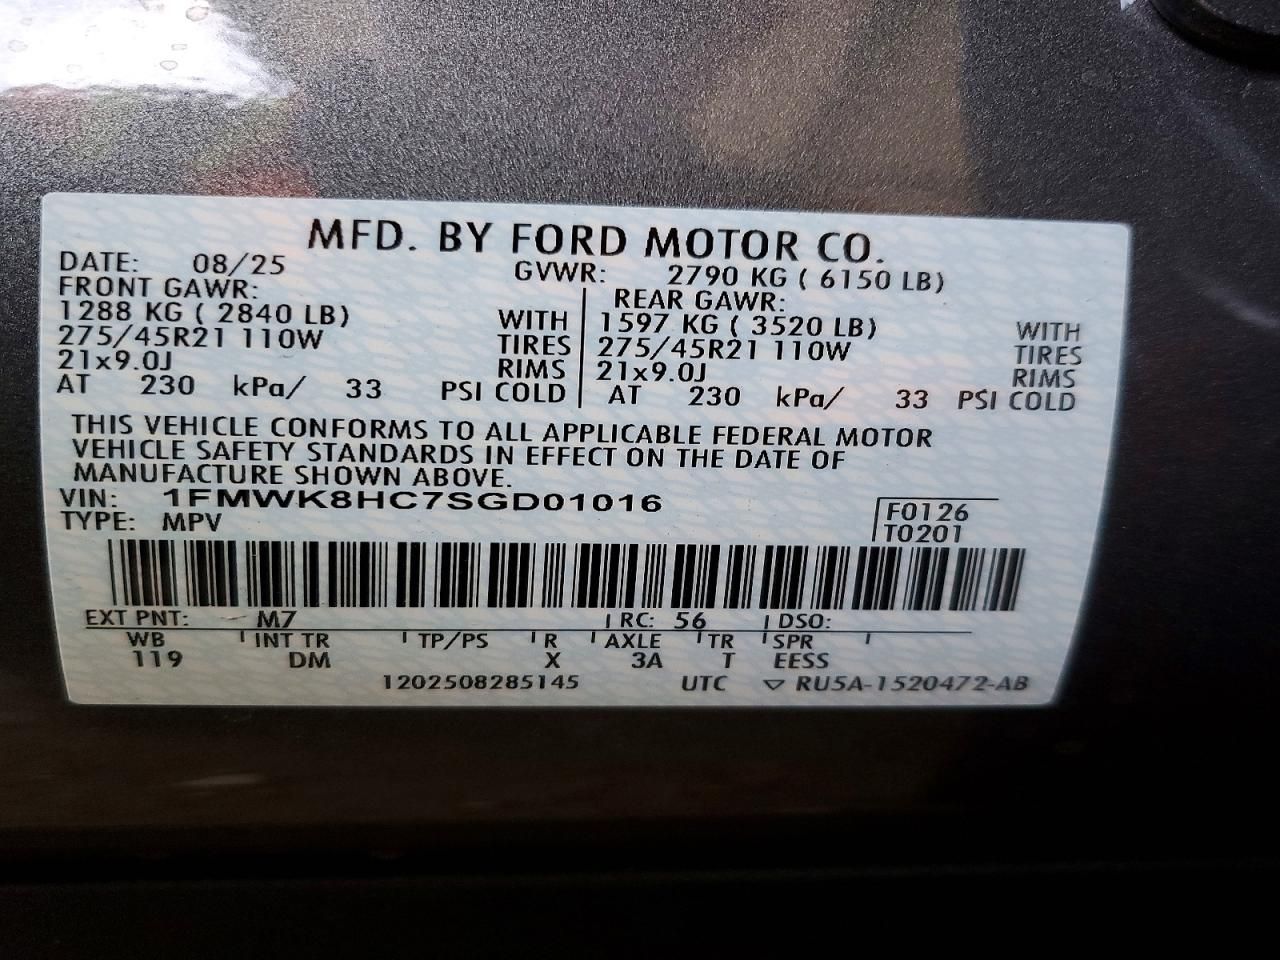 MFD. BY FORD MOTOR CO.
DATE: 08/25 GVWR: 2790 KG ( 6150 LB)
FRONT GAWR: REAR GAWR:
1288 KG ( 2840 LB) WITH 1597 KG ( 3520 LB) WITH
275/45R21 110W TIRES 275/45R21 110W TIRES
21x9.0J RIMS 21x9.0J RIMS
AT 230 kPa/ 33 PSI COLD AT 230 kPa/ 33 PSI COLD
THIS VEHICLE CONFORMS TO ALL APPLICABLE FEDERAL MOTOR
VEHICLE SAFETY STANDARDS IN EFFECT ON THE DATE OF
MANUFACTURE SHOWN ABOVE.
VIN: 1FMWK8HC7SGD01016 F0126
TYPE: MPV T0201
EXT PNT: M7 RC: 56 DSO:
WB INT TR TP/PS R AXLE TR SPR
119 DM X 3A T EESS
1202508285145 UTC ▽ RU5A-1520472-AB